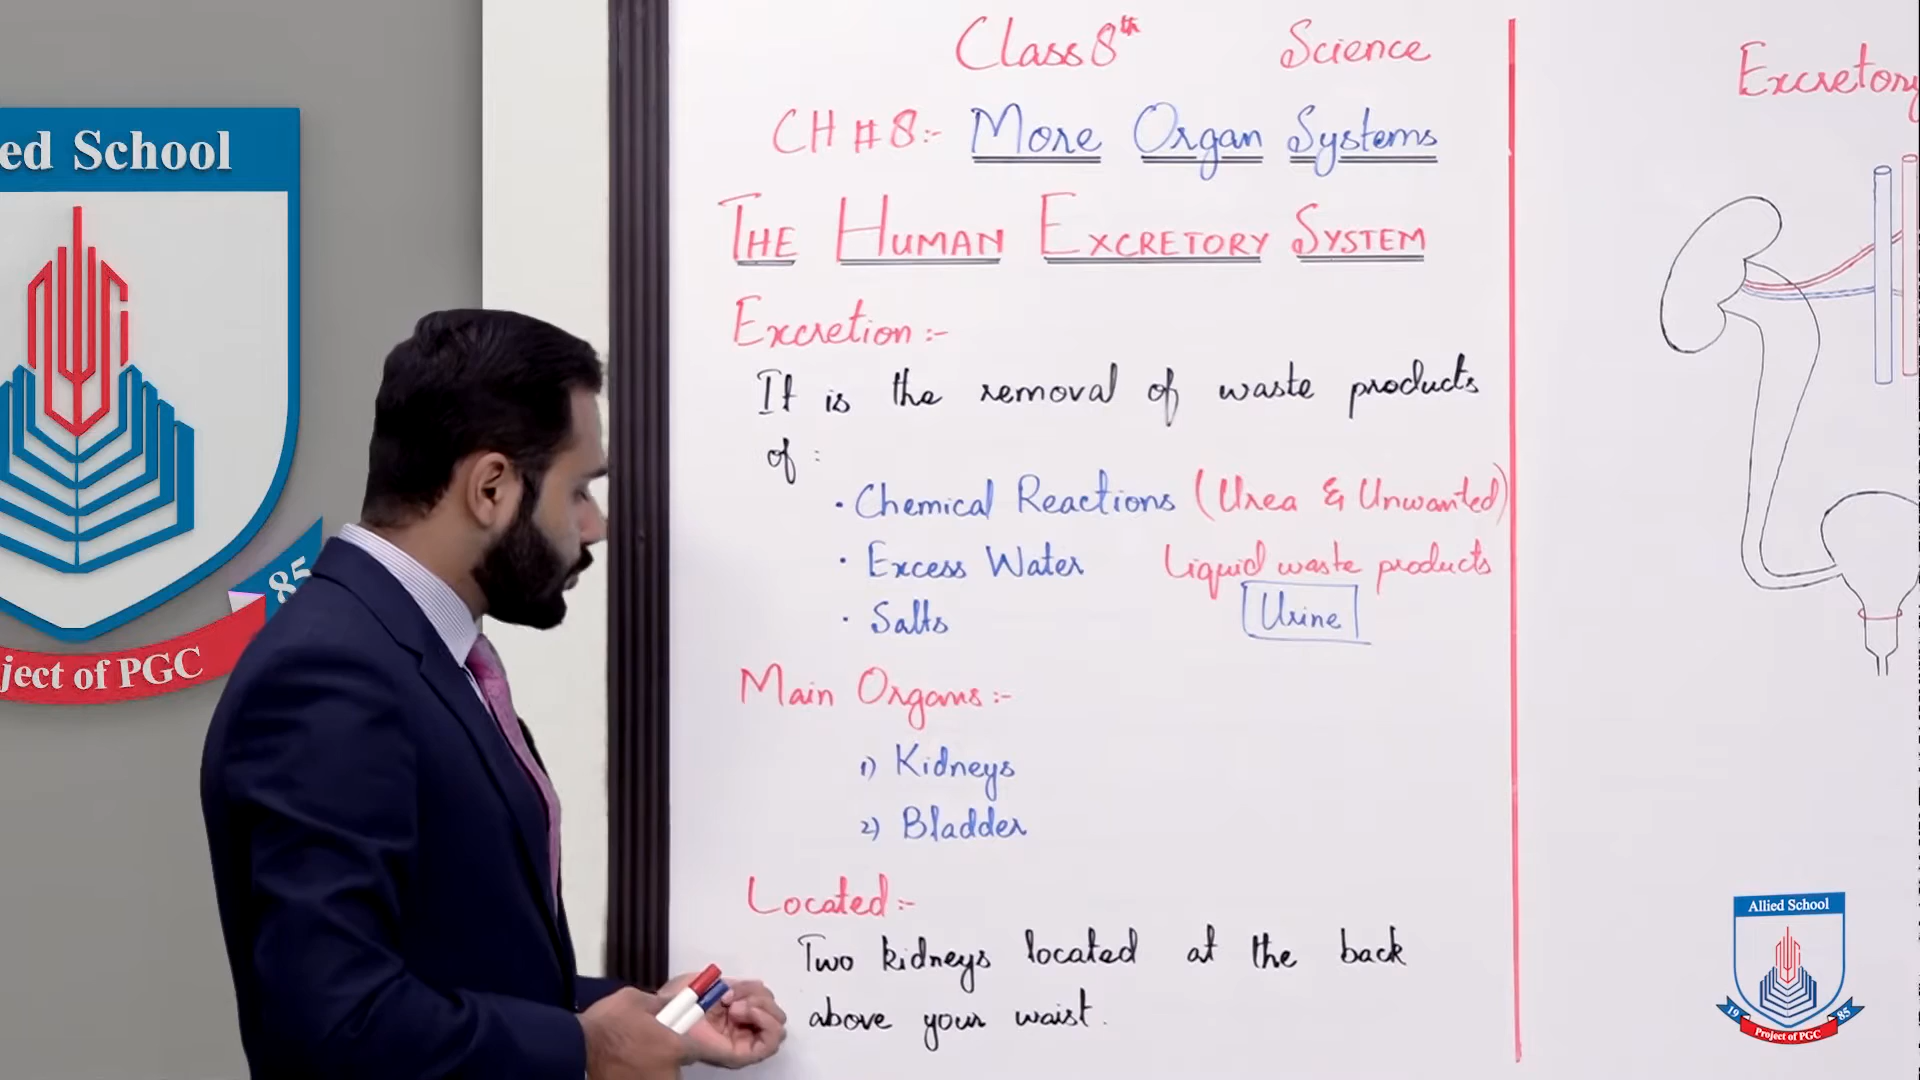 Class 8th Science
CH # 8:- More Organ Systems
THE HUMAN EXCRETORY SYSTEM
Excretion :-
It is the removal of waste products
of :
· Chemical Reactions (Urea & Unwanted)
· Excess Water Liquid waste products
· Salts Urine
Main Organs :-
1) Kidneys
2) Bladder
Located :-
Two kidneys located at the back
above your waist.
Excretory
ed School
85
ject of PGC
Allied School
19 85
Project of PGC